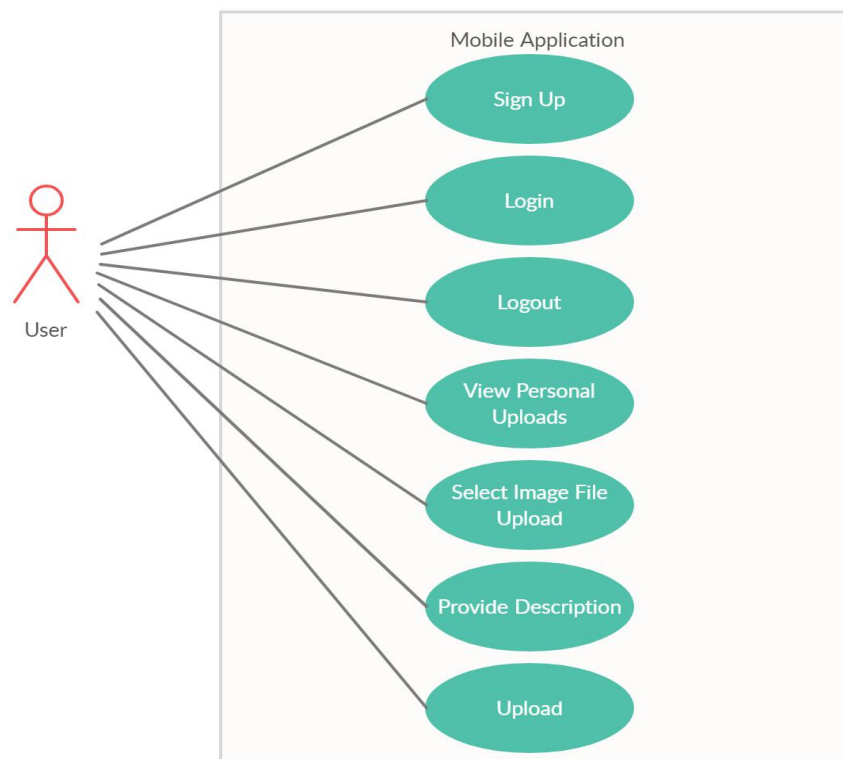 Mobile Application
Sign Up
Login
Logout
User
View Personal
Uploads
Select Image File
Upload
Provide Description
Upload